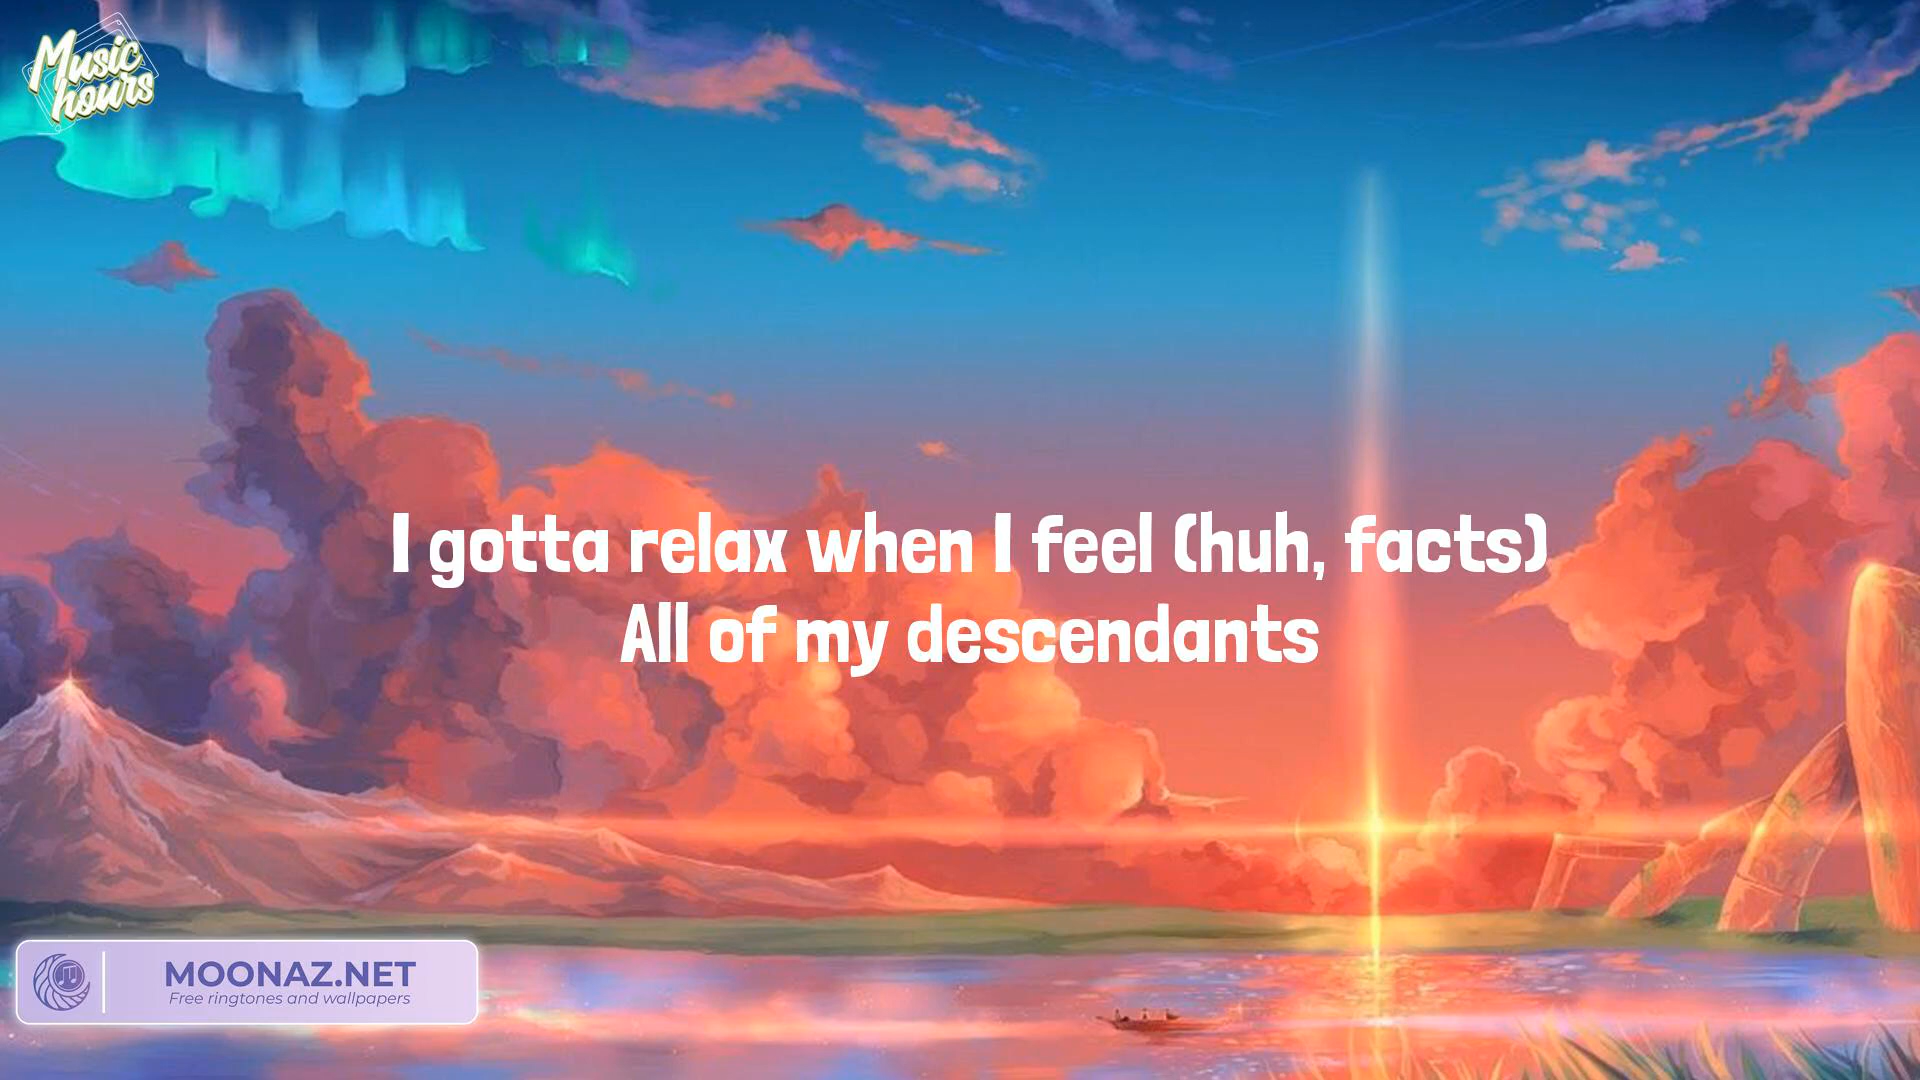 Music
hours
I gotta relax when I feel (huh, facts)
All of my descendants
MOONAZ.NET
Free ringtones and wallpapers